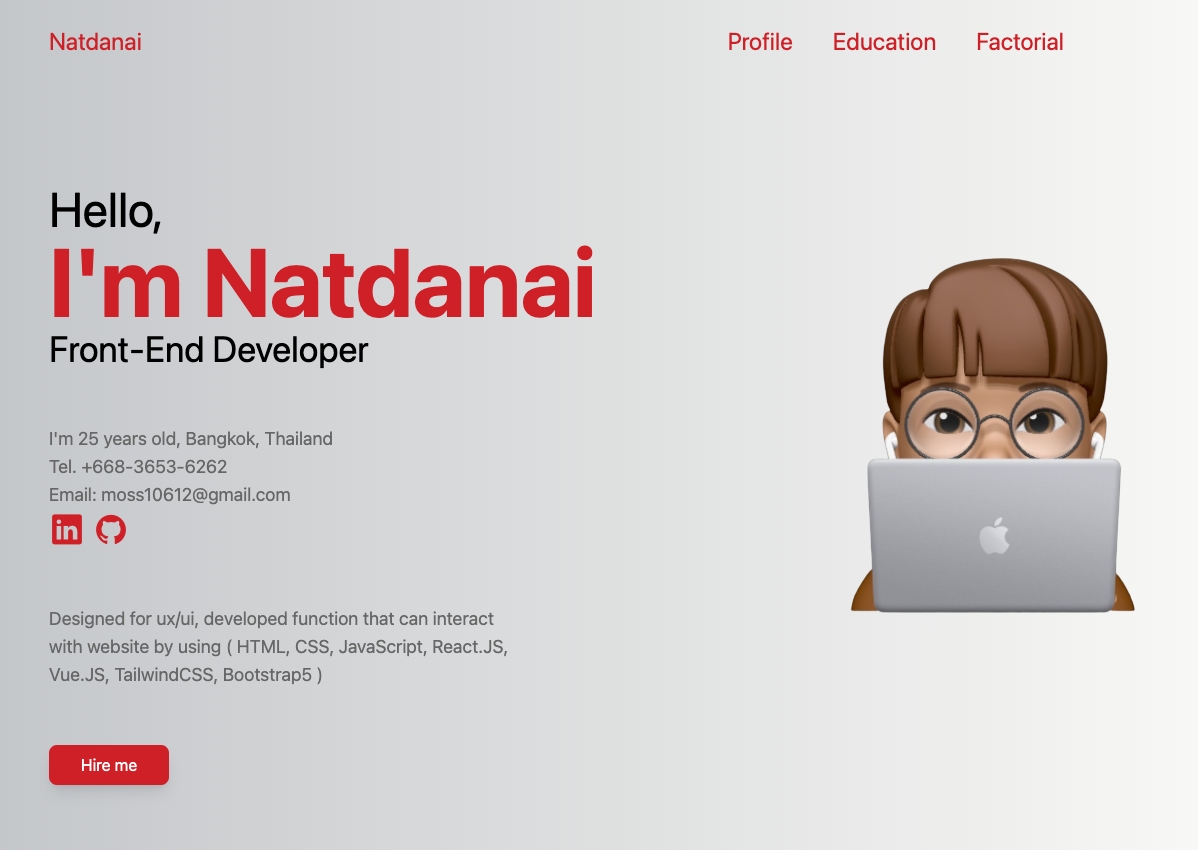 Natdanai
Profile
Education
Factorial
Hello,
I'm Natdanai
Front-End Developer
I'm 25 years old, Bangkok, Thailand
Tel. +668-3653-6262
Email: moss10612@gmail.com
in
Designed for ux/ui, developed function that can interact
with website by using ( HTML, CSS, JavaScript, React.JS,
Vue.JS, TailwindCSS, Bootstrap5 )
Hire me